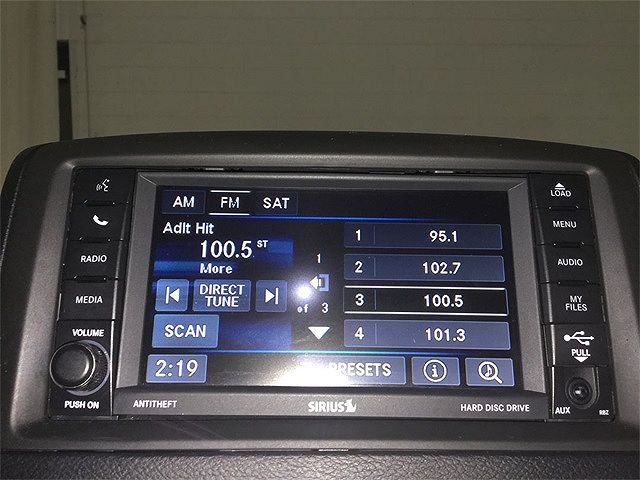 AM FM SAT
Adlt Hit
100.5 ST
More
DIRECT TUNE
SCAN
2:19
1
of 3
1 95.1
2 102.7
3 100.5
4 101.3
PRESETS
RADIO
MEDIA
VOLUME
PUSH ON
LOAD
MENU
AUDIO
MY FILES
PULL
AUX
RBZ
ANTITHEFT
SIRIUS
HARD DISC DRIVE